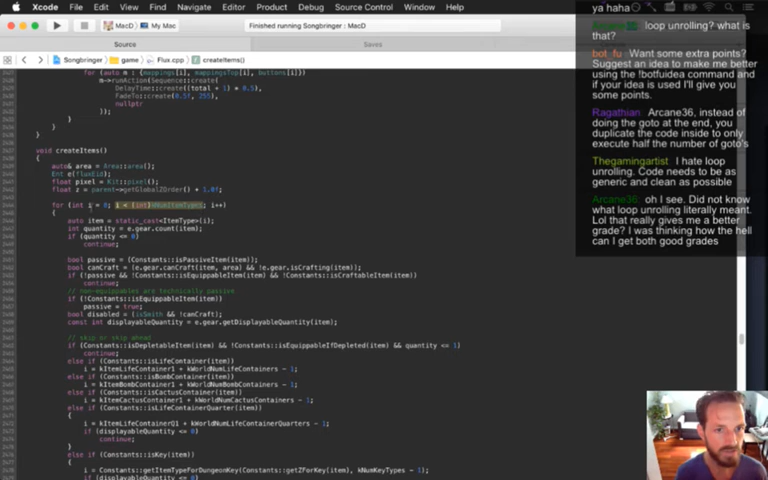 Xcode File Edit View Find Navigate Editor Product Debug Source Control Window Help
MacD My Mac
Finished running Songbringer : MacD
Source Saves
Songbringer game Flux.cpp createItems()
for (auto n : {mappings[i], mappingsTop[i], buttons[i]})
n->runAction(Sequence::create(
DelayTime::create((total + 1) * 0.5),
FadeTo::create(0.5f, 255),
nullptr
));
}
}
}
void createItems()
{
auto& area = Area::area();
Ent e(fluxEid);
float pixel = Kit::pixel();
float z = parent->getGlobalZOrder() + 1.0f;
for (int i = 0; i < (int)kNumItemTypes; i++)
{
auto item = static_cast<ItemType>(i);
int quantity = e.gear.count(item);
if (quantity <= 0)
continue;
bool passive = (Constants::isPassiveItem(item);
bool canCraft = (e.gear.canCraft(item, area) && !e.gear.isCrafting(item);
if (!passive && !Constants::isEquippableItem(item) && !Constants::isCraftableItem(item))
continue;
// non-equippables are technically passive
if (!Constants::isEquippableItem(item))
passive = true;
bool disabled = (isSmith && !canCraft);
const int displayableQuantity = e.gear.getDisplayableQuantity(item);
// skip or skip ahead
if (Constants::isDepletableItem(item) && !Constants::isEquippableIfDepleted(item) && quantity <= 1)
continue;
else if (Constants::isLifeContainer(item))
i = kItemLifeContainer1 + kWorldNumLifeContainers - 1;
else if (Constants::isBombContainer(item))
i = kItemBombContainer1 + kWorldNumBombContainers - 1;
else if (Constants::isCactusContainer(item))
i = kItemCactusContainer1 + kWorldNumCactusContainers - 1;
else if (Constants::isLifeContainerQuarter(item))
{
i = kItemLifeContainerQ1 + kWorldNumLifeContainerQuarters - 1;
if (displayableQuantity <= 0)
continue;
}
else if (Constants::isKey(item))
{
i = Constants::getItemTypeForDungeonKey(Constants::getZForKey(item), kNumKeyTypes - 1);
if (displayableQuantity <= 0)
ya haha
Arcane36: loop unrolling? what is
that?
bot_fu Want some extra points?
Suggest an idea to make me better
using the !botfuidea command and
if your idea is used I'll give you
some points.
Ragathian: Arcane36, instead of
doing the goto at the end, you
duplicate the code inside to only
execute half the number of goto's
Thegamingartist: I hate loop
unrolling. Code needs to be as
generic and clean as possible
Arcane36: oh I see. Did not know
what loop unrolling literally meant.
Lol that really gives me a better
grade? I was thinking how the hell
can I get both good grades